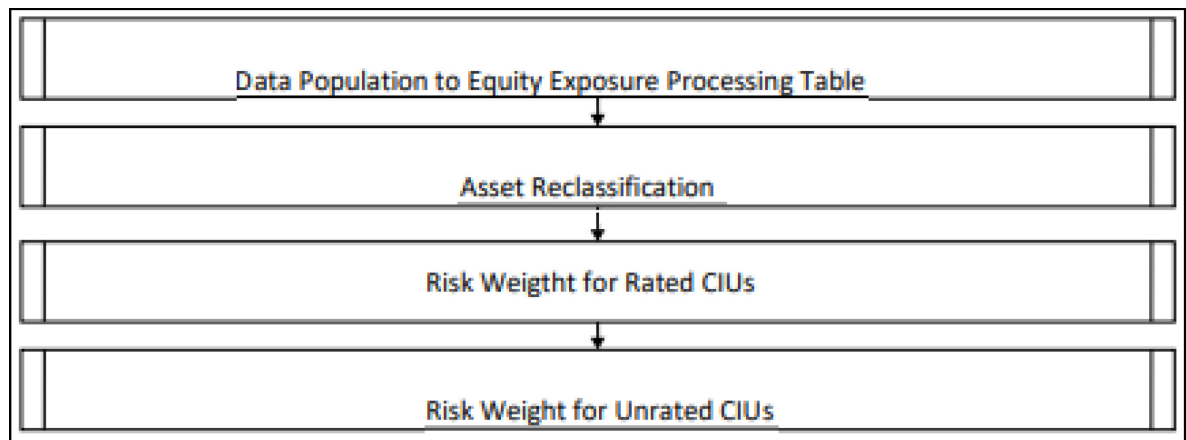 Data Population to Equity Exposure Processing Table
Asset Reclassification
Risk Weigtht for Rated CIUs
Risk Weight for Unrated CIUs